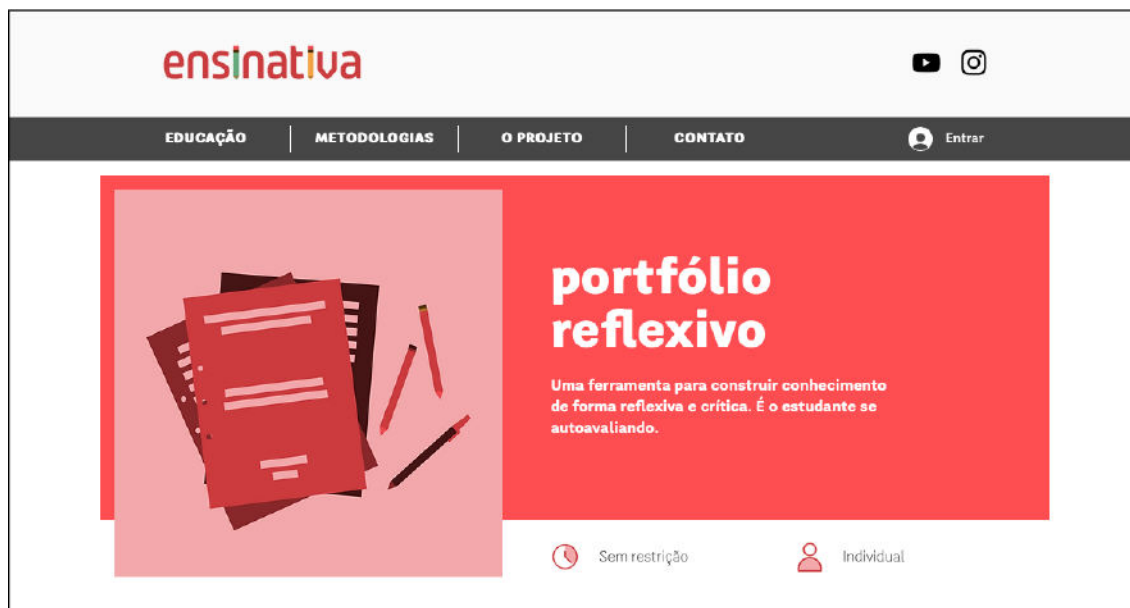 ensinativa
EDUCAÇÃO
METODOLOGIAS
O PROJETO
CONTATO
Entrar
portfólio
reflexivo
Uma ferramenta para construir conhecimento
de forma reflexiva e crítica. É o estudante se
autoavaliando.
Sem restrição
Individual